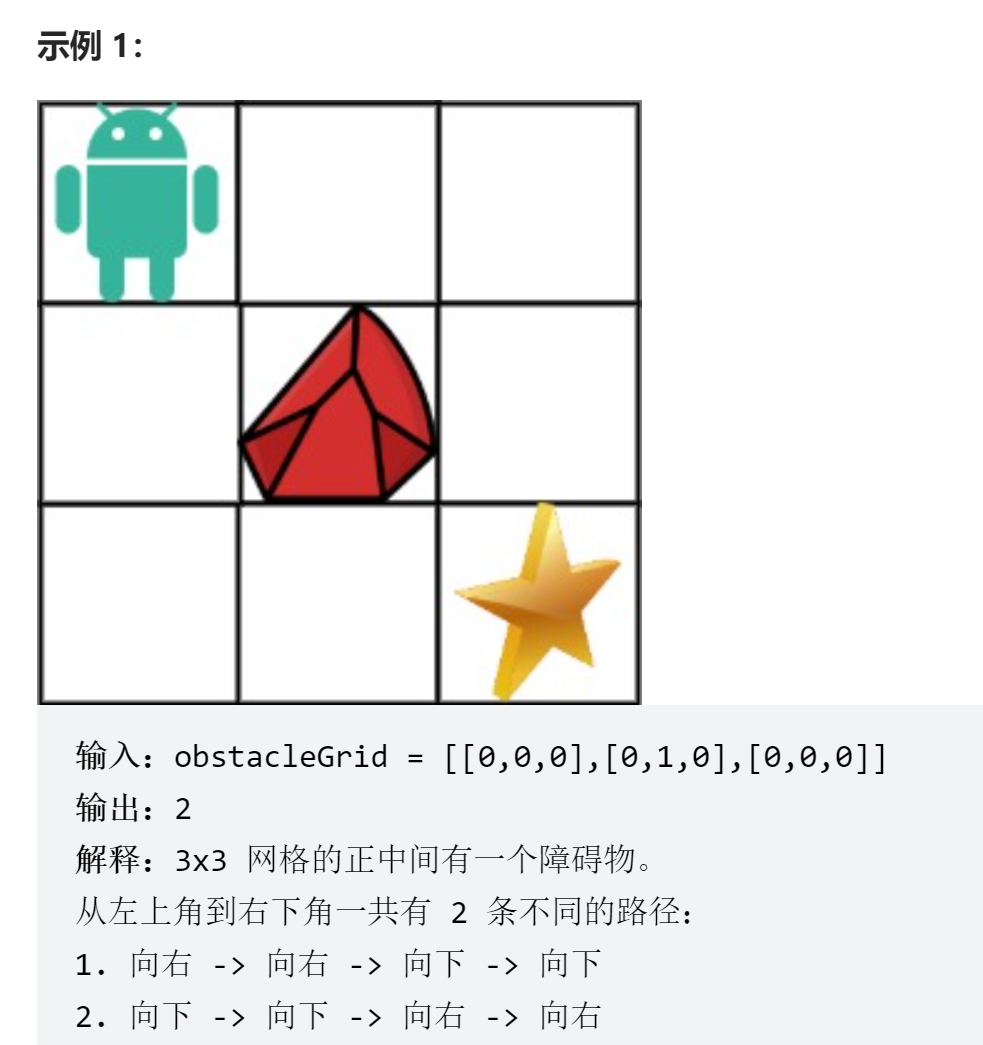 示例 1：
输入：obstacleGrid = [[0,0,0],[0,1,0],[0,0,0]]
输出：2
解释：3x3 网格的正中间有一个障碍物。
从左上角到右下角一共有 2 条不同的路径：
1. 向右 -> 向右 -> 向下 -> 向下
2. 向下 -> 向下 -> 向右 -> 向右